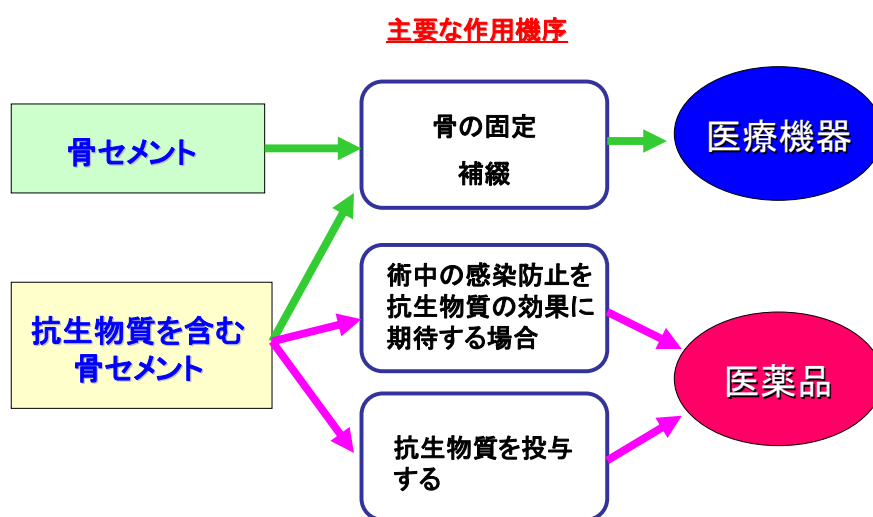 主要な作用機序
骨セメント
骨の固定
補綴
医療機器
抗生物質を含む
骨セメント
術中の感染防止を
抗生物質の効果に
期待する場合
抗生物質を投与
する
医薬品